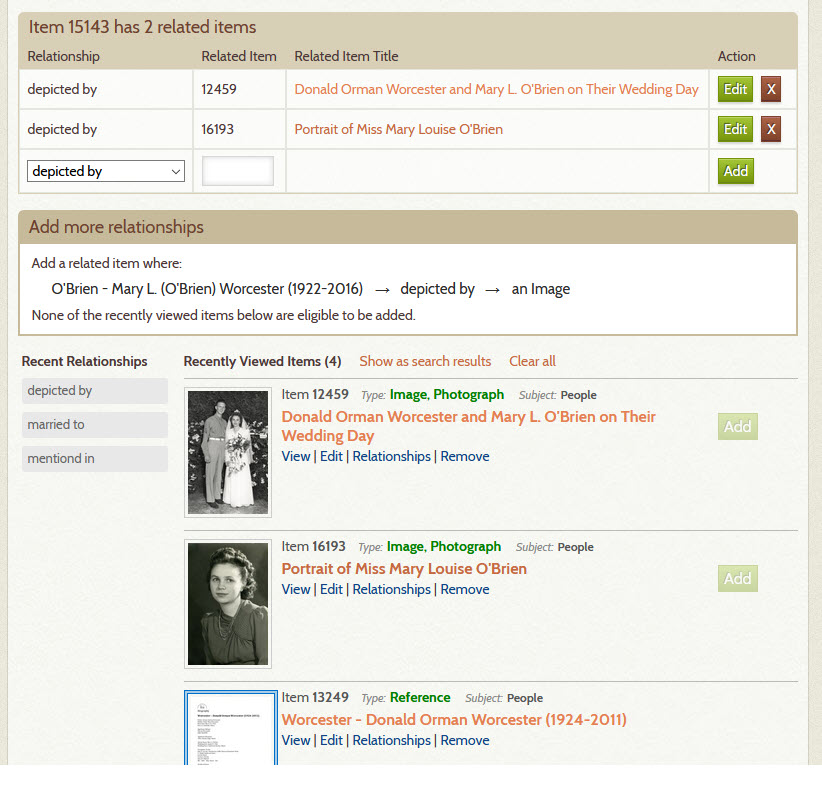 Item 15143 has 2 related items
Relationship Related Item Related Item Title Action
depicted by 12459 Donald Orman Worcester and Mary L. O'Brien on Their Wedding Day Edit X
depicted by 16193 Portrait of Miss Mary Louise O'Brien Edit X
depicted by Add
Add more relationships
Add a related item where:
O'Brien - Mary L. (O'Brien) Worcester (1922-2016) → depicted by → an Image
None of the recently viewed items below are eligible to be added.
Recent Relationships
depicted by
married to
mentiond in
Recently Viewed Items (4) Show as search results Clear all
Item 12459 Type: Image, Photograph Subject: People
Donald Orman Worcester and Mary L. O'Brien on Their
Wedding Day
Add
View | Edit | Relationships | Remove
Item 16193 Type: Image, Photograph Subject: People
Portrait of Miss Mary Louise O'Brien
Add
View | Edit | Relationships | Remove
Item 13249 Type: Reference Subject: People
Worcester - Donald Orman Worcester (1924-2011)
View | Edit | Relationships | Remove